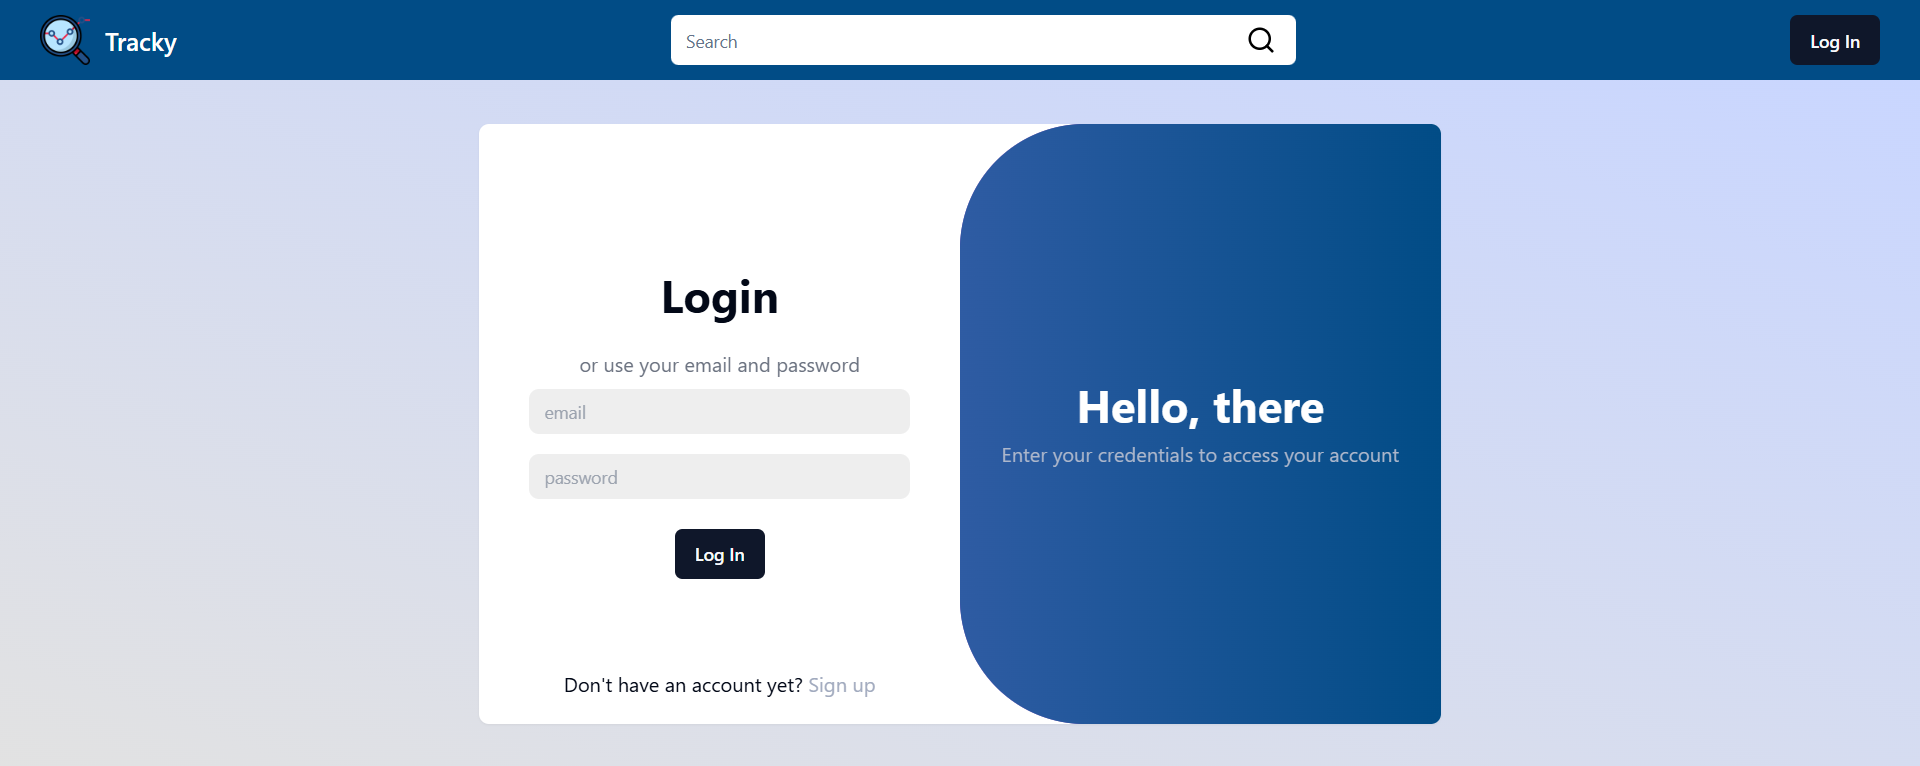 Tracky
Search
Log In
Login
or use your email and password
email
password
Log In
Don't have an account yet? Sign up
Hello, there
Enter your credentials to access your account